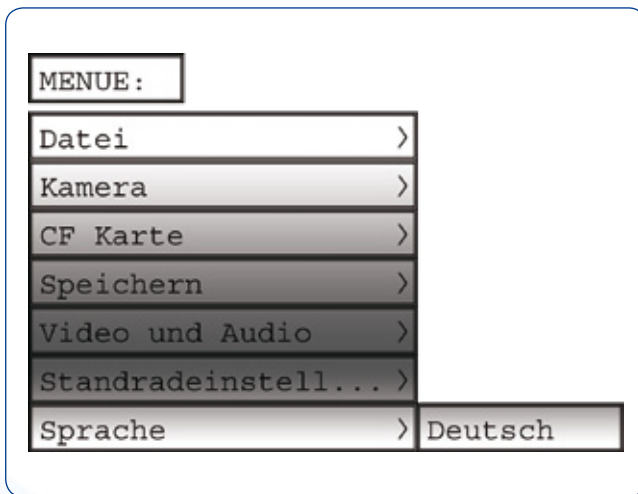 MENUE:
Datei >
Kamera >
CF Karte >
Speichern >
Video und Audio >
Standradeinstell... >
Sprache > Deutsch